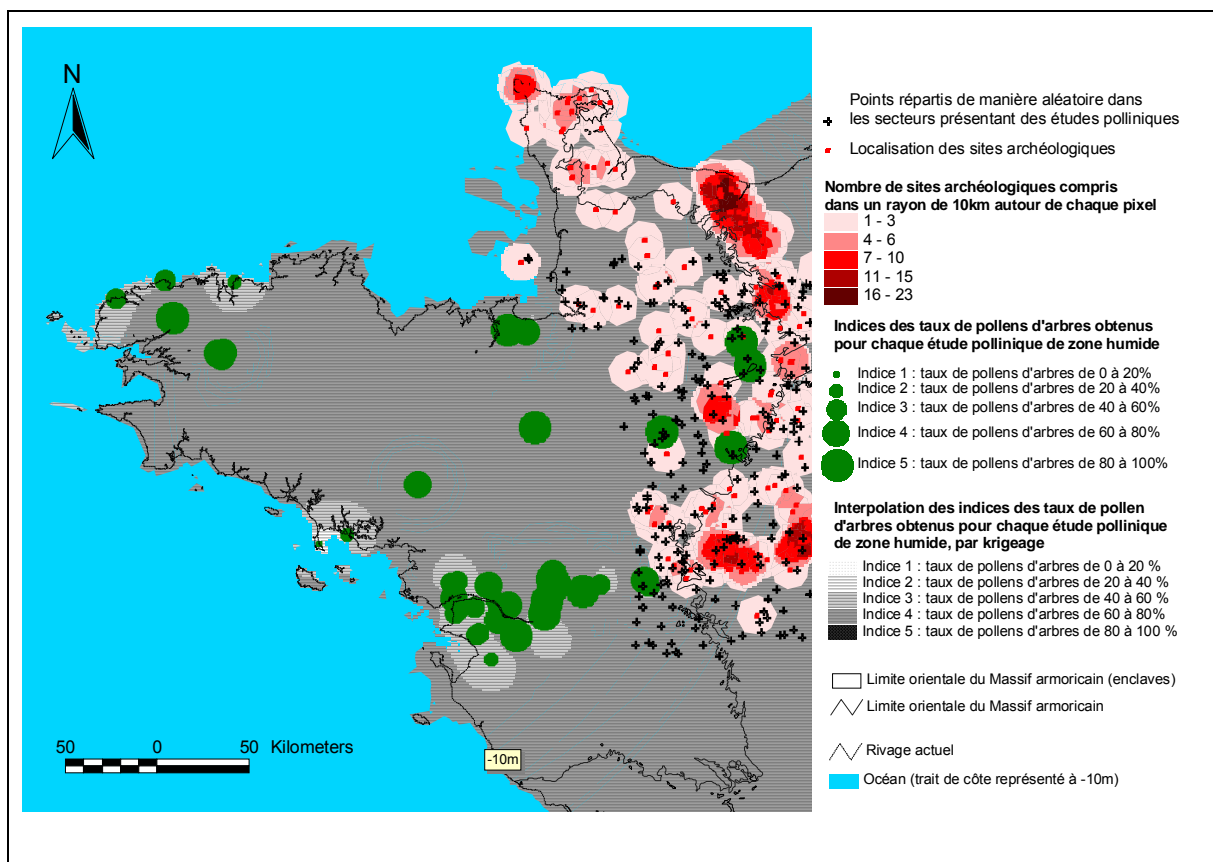 N
50 0 50 Kilometers
-10m
Points répartis de manière aléatoire dans
les secteurs présentant des études polliniques
Localisation des sites archéologiques
Nombre de sites archéologiques compris
dans un rayon de 10km autour de chaque pixel
1 - 3
4 - 6
7 - 10
11 - 15
16 - 23
Indices des taux de pollens d'arbres obtenus
pour chaque étude pollinique de zone humide
Indice 1 : taux de pollens d'arbres de 0 à 20%
Indice 2 : taux de pollens d'arbres de 20 à 40%
Indice 3 : taux de pollens d'arbres de 40 à 60%
Indice 4 : taux de pollens d'arbres de 60 à 80%
Indice 5 : taux de pollens d'arbres de 80 à 100%
Interpolation des indices des taux de pollen
d'arbres obtenus pour chaque étude pollinique
de zone humide, par krigeage
Indice 1 : taux de pollens d'arbres de 0 à 20 %
Indice 2 : taux de pollens d'arbres de 20 à 40 %
Indice 3 : taux de pollens d'arbres de 40 à 60 %
Indice 4 : taux de pollens d'arbres de 60 à 80%
Indice 5 : taux de pollens d'arbres de 80 à 100 %
Limite orientale du Massif armoricain (enclaves)
Limite orientale du Massif armoricain
Rivage actuel
Océan (trait de côte représenté à -10m)